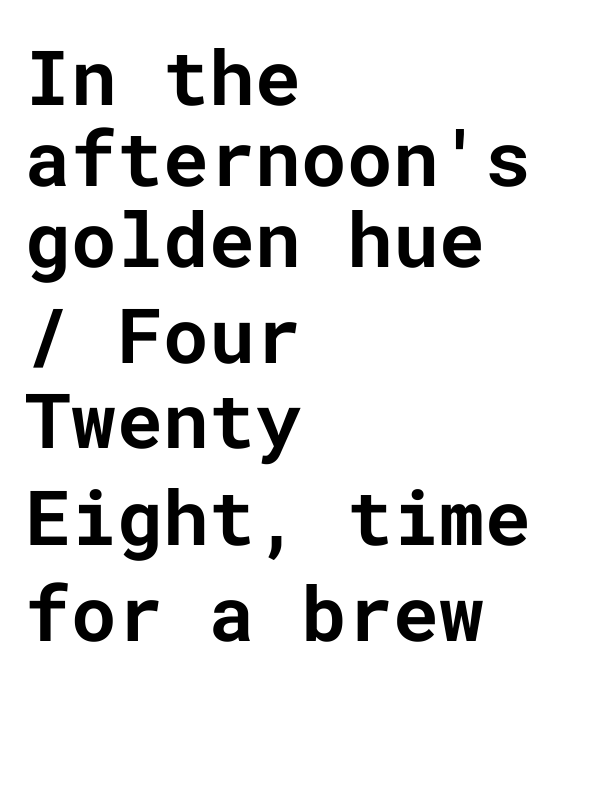 In the
afternoon's
golden hue
/ Four
Twenty
Eight, time
for a brew